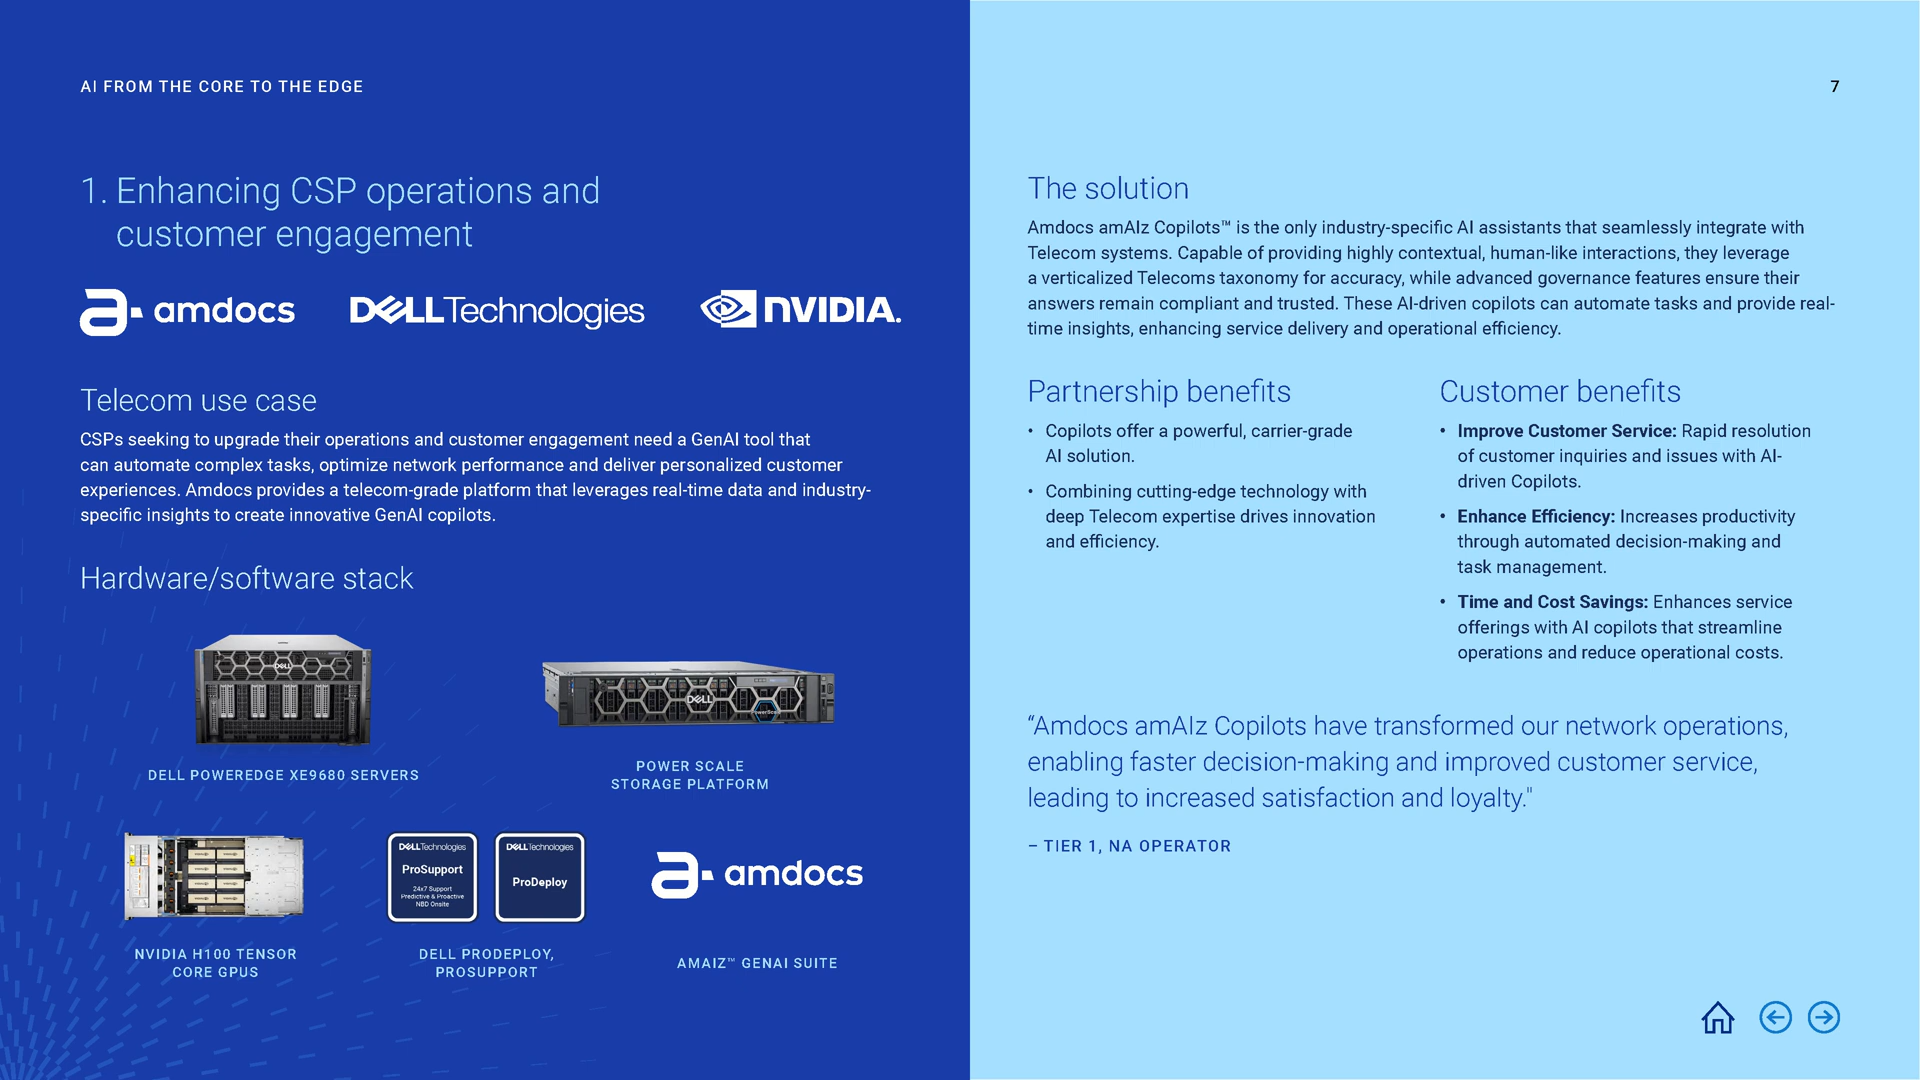 AI FROM THE CORE TO THE EDGE
1. Enhancing CSP operations and
customer engagement
amdocs
DELL Technologies
NVIDIA.
Telecom use case
CSPs seeking to upgrade their operations and customer engagement need a GenAI tool that
can automate complex tasks, optimize network performance and deliver personalized customer
experiences. Amdocs provides a telecom-grade platform that leverages real-time data and industry-
specific insights to create innovative GenAI copilots.
Hardware/software stack
DELL
DELL
PowerScale
DELL POWEREDGE XE9680 SERVERS
POWER SCALE
STORAGE PLATFORM
DELL Technologies
ProSupport
24x7 Support
Predictive & Proactive
NBD Onsite
DELL Technologies
ProDeploy
amdocs
NVIDIA H100 TENSOR
CORE GPUS
DELL PRODEPLOY,
PROSUPPORT
AMAIZ™ GENAI SUITE
7
The solution
Amdocs amAIz Copilots™ is the only industry-specific AI assistants that seamlessly integrate with
Telecom systems. Capable of providing highly contextual, human-like interactions, they leverage
a verticalized Telecoms taxonomy for accuracy, while advanced governance features ensure their
answers remain compliant and trusted. These AI-driven copilots can automate tasks and provide real-
time insights, enhancing service delivery and operational efficiency.
Partnership benefits
• Copilots offer a powerful, carrier-grade
AI solution.
• Combining cutting-edge technology with
deep Telecom expertise drives innovation
and efficiency.
Customer benefits
• Improve Customer Service: Rapid resolution
of customer inquiries and issues with AI-
driven Copilots.
• Enhance Efficiency: Increases productivity
through automated decision-making and
task management.
• Time and Cost Savings: Enhances service
offerings with AI copilots that streamline
operations and reduce operational costs.
“Amdocs amAIz Copilots have transformed our network operations,
enabling faster decision-making and improved customer service,
leading to increased satisfaction and loyalty."
– TIER 1, NA OPERATOR